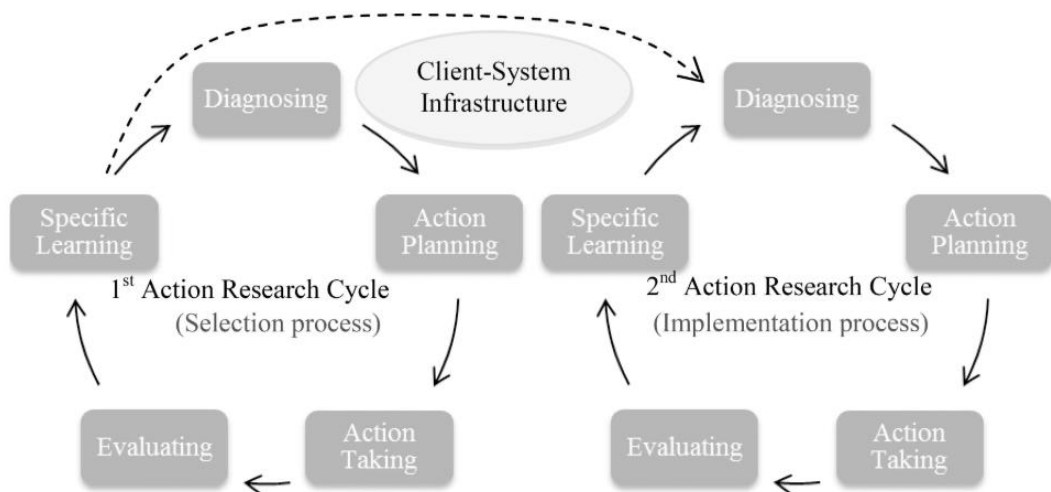 Client-System
Infrastructure
Diagnosing
Specific
Learning
Action
Planning
1st Action Research Cycle
(Selection process)
Evaluating
Action
Taking
Diagnosing
Specific
Learning
Action
Planning
2nd Action Research Cycle
(Implementation process)
Evaluating
Action
Taking